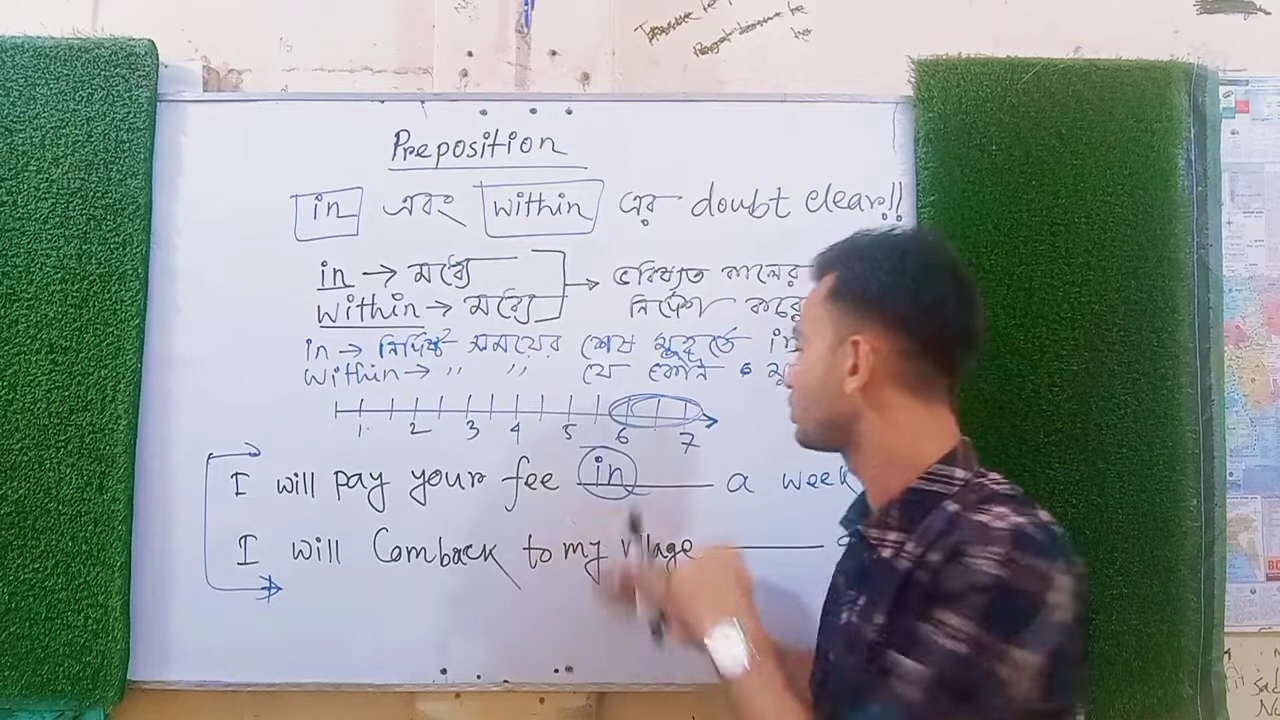 Preposition
in এবং within এর doubt clear!!
in → মধ্যে
within → মধ্যে
→ ভবিষ্যত কালের
নির্দেশ করে
in → নির্দিষ্ট সময়ের শেষ মুহূর্তে in
within → " " যে কোন
1 2 3 4 5 6 7
I will pay your fee in a week
I will Comback to my village